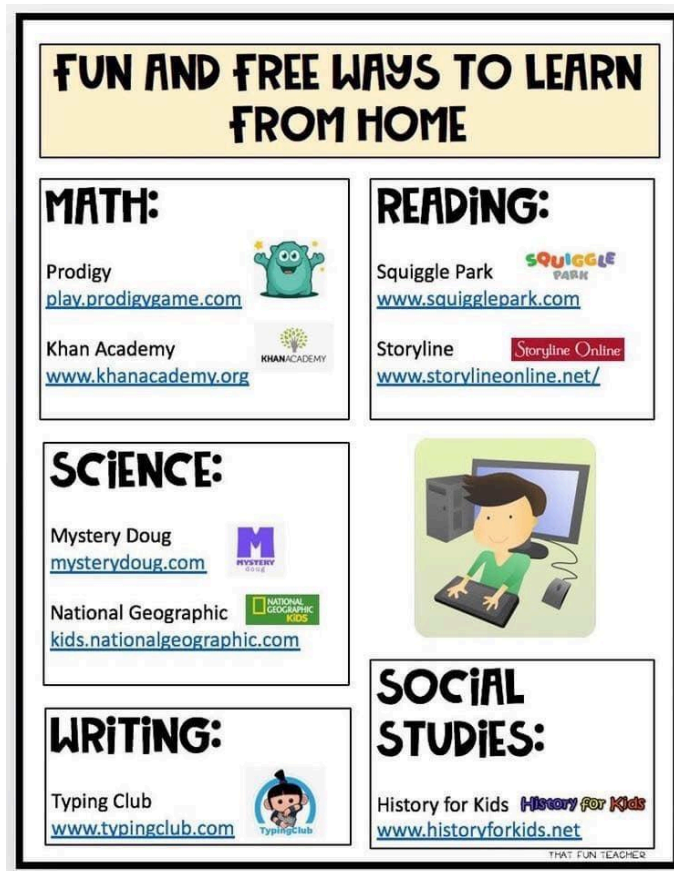 FUN AND FREE WAYS TO LEARN
FROM HOME
MATH:
Prodigy
play.prodigygame.com
Khan Academy
KHANACADEMY
www.khanacademy.org
READING:
Squiggle Park
SQUIGGLE
PARK
www.squigglepark.com
Storyline
Storyline Online
www.storylineonline.net/
SCIENCE:
Mystery Doug
M
MYSTERY
doug
mysterydoug.com
National Geographic
NATIONAL
GEOGRAPHIC
KiDS
kids.nationalgeographic.com
WRITING:
Typing Club
TypingClub
www.typingclub.com
SOCIAL
STUDIES:
History for Kids
History for Kids
www.historyforkids.net
THAT FUN TEACHER